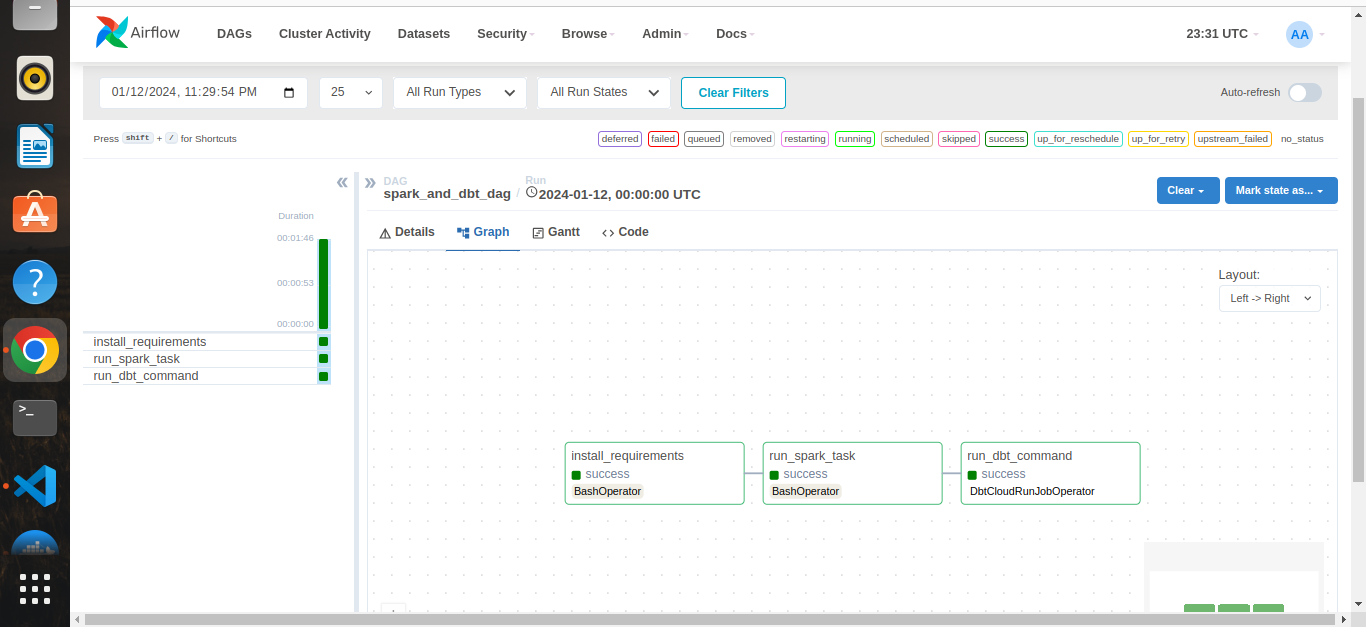 Airflow
DAGs Cluster Activity Datasets Security Browse Admin Docs 23:31 UTC AA
01/12/2024, 11:29:54 PM 25 All Run Types All Run States Clear Filters Auto-refresh
Press shift + / for Shortcuts deferred failed queued removed restarting running scheduled skipped success up_for_reschedule up_for_retry upstream_failed no_status
« » DAG Run
spark_and_dbt_dag / 2024-01-12, 00:00:00 UTC Clear Mark state as...
Duration
00:01:46
00:00:53
00:00:00
install_requirements
run_spark_task
run_dbt_command
Details Graph Gantt <> Code
Layout:
Left -> Right
install_requirements
success
BashOperator
run_spark_task
success
BashOperator
run_dbt_command
success
DbtCloudRunJobOperator
?
>_